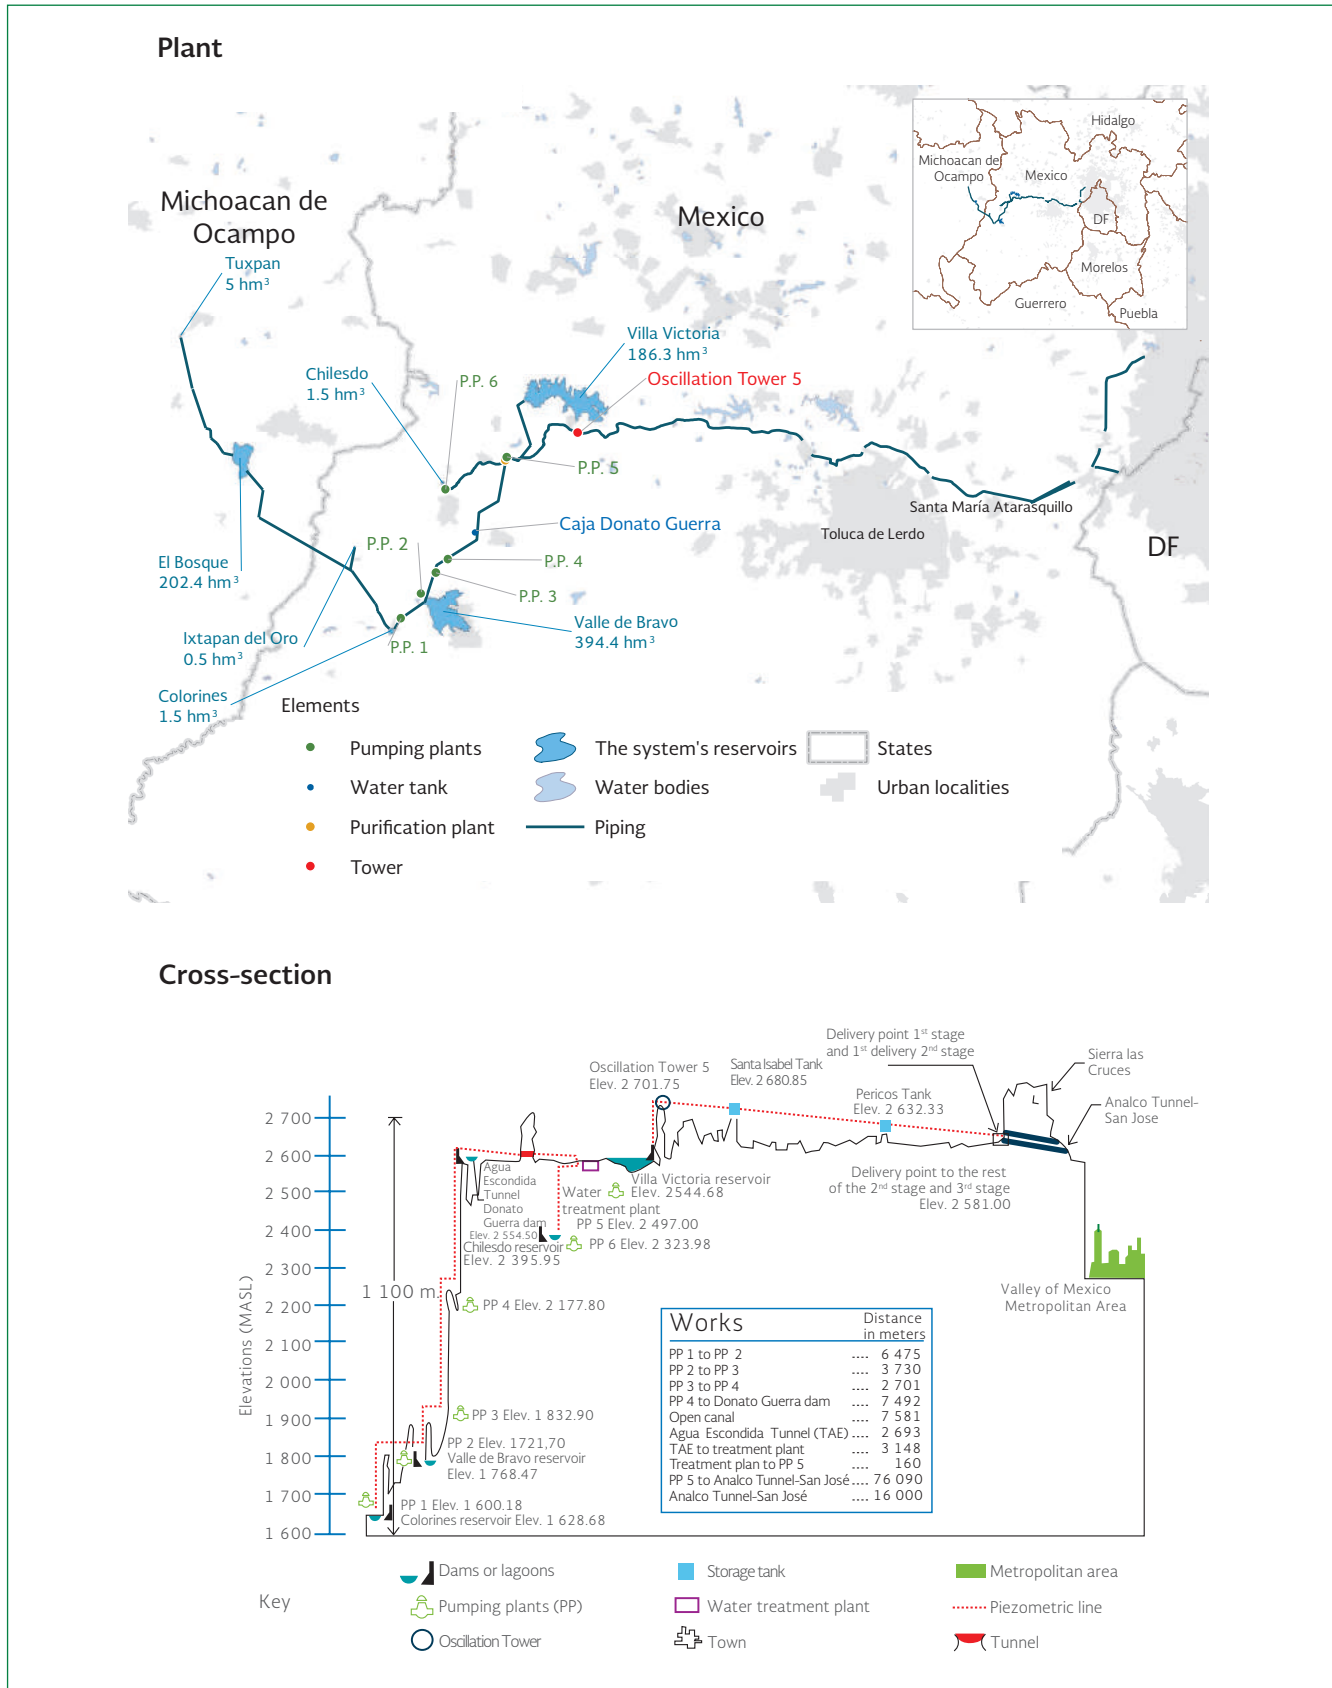 Plant
Hidalgo
Michoacan de
Ocampo
Mexico
DF
Morelos
Guerrero
Puebla
Michoacan de
Ocampo
Mexico
Tuxpan
5 hm³
Villa Victoria
186.3 hm³
Chilesdo
1.5 hm³
P.P. 6
Oscillation Tower 5
P.P. 5
Santa María Atarasquillo
Caja Donato Guerra
Toluca de Lerdo
P.P. 2
DF
El Bosque
202.4 hm³
P.P. 4
P.P. 3
Valle de Bravo
394.4 hm³
Ixtapan del Oro
0.5 hm³
P.P. 1
Colorines
1.5 hm³
Elements
Pumping plants
The system's reservoirs
States
Water tank
Water bodies
Urban localities
Purification plant
Piping
Tower
Cross-section
Delivery point 1st stage
and 1st delivery 2nd stage
Sierra las
Cruces
Oscillation Tower 5
Elev. 2 701.75
Santa Isabel Tank
Elev. 2 680.85
Pericos Tank
Elev. 2 632.33
Analco Tunnel-
San Jose
Elevations (MASL)
2 700
2 600
2 500
2 400
2 300
2 200
2 100
2 000
1 900
1 800
1 700
1 600
1 100 m.
Agua
Escondida
Tunnel
Donato
Guerra dam
Elev. 2 554.50
Chilesdo reservoir
Elev. 2 395.95
Water
treatment plant
Villa Victoria reservoir
Elev. 2544.68
PP 5 Elev. 2 497.00
PP 6 Elev. 2 323.98
Delivery point to the rest
of the 2nd stage and 3rd stage
Elev. 2 581.00
Valley of Mexico
Metropolitan Area
PP 4 Elev. 2 177.80
PP 3 Elev. 1 832.90
PP 2 Elev. 1721,70
Valle de Bravo reservoir
Elev. 1 768.47
PP 1 Elev. 1 600.18
Colorines reservoir Elev. 1 628.68
Works
Distance
in meters
PP 1 to PP 2 .... 6 475
PP 2 to PP 3 .... 3 730
PP 3 to PP 4 .... 2 701
PP 4 to Donato Guerra dam .... 7 492
Open canal .... 7 581
Agua Escondida Tunnel (TAE) .... 2 693
TAE to treatment plant .... 3 148
Treatment plan to PP 5 .... 160
PP 5 to Analco Tunnel-San José .... 76 090
Analco Tunnel-San José .... 16 000
Key
Dams or lagoons
Storage tank
Metropolitan area
Pumping plants (PP)
Water treatment plant
Piezometric line
Oscillation Tower
Town
Tunnel